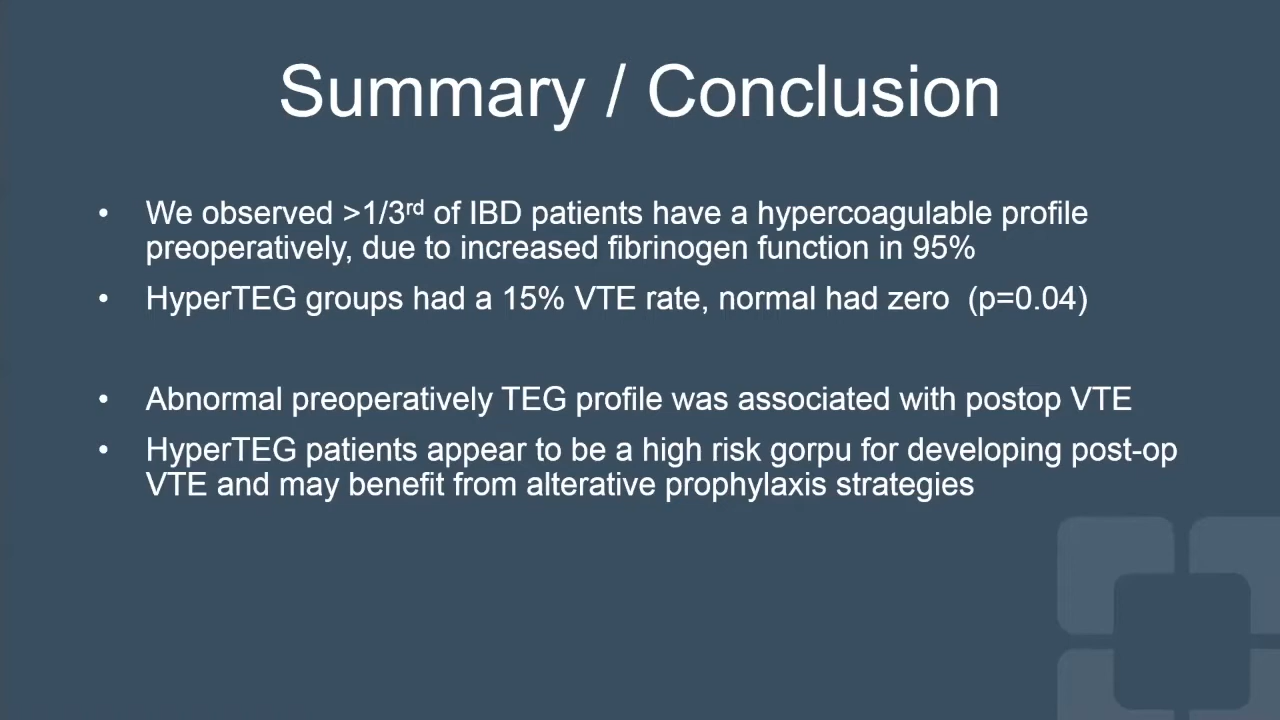 Summary / Conclusion
• We observed >1/3rd of IBD patients have a hypercoagulable profile
preoperatively, due to increased fibrinogen function in 95%
• HyperTEG groups had a 15% VTE rate, normal had zero  (p=0.04)
• Abnormal preoperatively TEG profile was associated with postop VTE
• HyperTEG patients appear to be a high risk gorpu for developing post-op
VTE and may benefit from alterative prophylaxis strategies